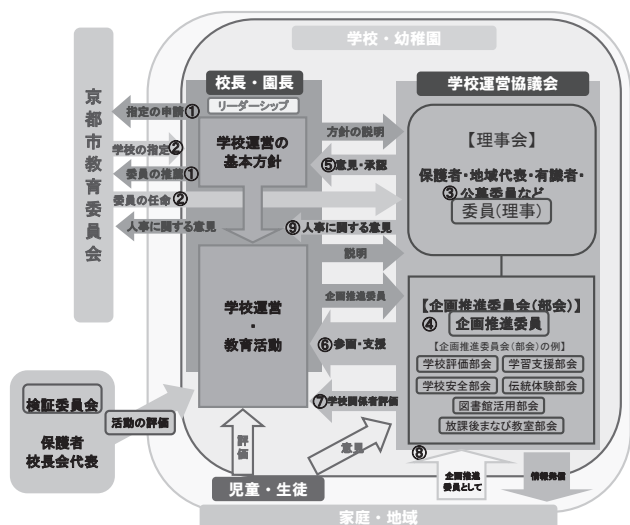 学校・幼稚園
校長・園長
学校運営協議会
リーダーシップ
京都市教育委員会
指定の申請①
学校の指定②
委員の推薦①
委員の任命②
人事に関する意見
学校運営の
基本方針
方針の説明
⑤意見・承認
⑨人事に関する意見
説明
企画推進委員
⑥参画・支援
⑦学校関係者評価
【理事会】
保護者・地域代表・有識者・
③公募委員など
委員(理事)
学校運営
・
教育活動
【企画推進委員会(部会)】
④企画推進委員
【企画推進委員会(部会)の例】
学校評価部会
学習支援部会
学校安全部会
伝統体験部会
図書館活用部会
放課後まなび教室部会
検証委員会
保護者
校長会代表
活動の評価
評価
意見
⑧
企画推進
委員として
情報発信
児童・生徒
家庭・地域